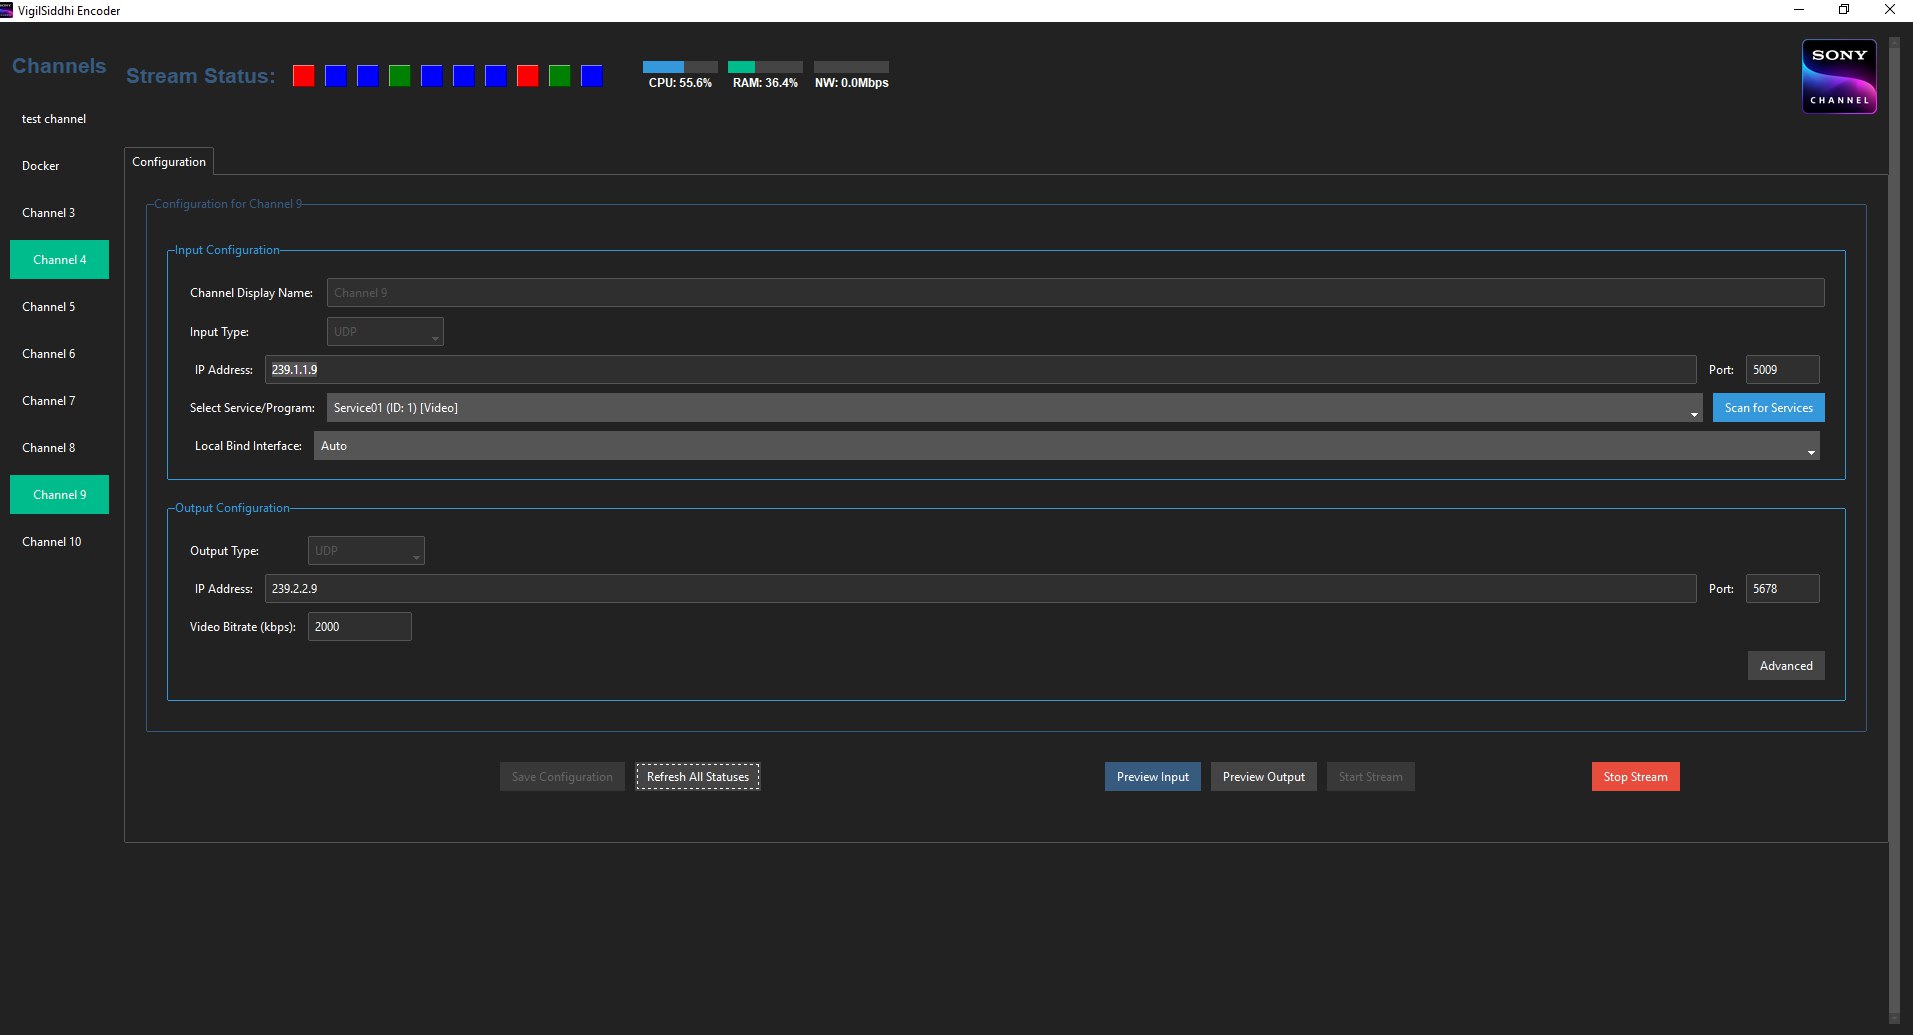 VigilSiddhi Encoder
Channels
Stream Status:
CPU: 55.6%
RAM: 36.4%
NW: 0.0Mbps
SONY
CHANNEL
test channel
Docker
Channel 3
Channel 4
Channel 5
Channel 6
Channel 7
Channel 8
Channel 9
Channel 10
Configuration
Configuration for Channel 9
Input Configuration
Channel Display Name: Channel 9
Input Type: UDP
IP Address: 239.1.1.9 Port: 5009
Select Service/Program: Service01 (ID: 1) [Video] Scan for Services
Local Bind Interface: Auto
Output Configuration
Output Type: UDP
IP Address: 239.2.2.9 Port: 5678
Video Bitrate (kbps): 2000
Advanced
Save Configuration Refresh All Statuses Preview Input Preview Output Start Stream Stop Stream